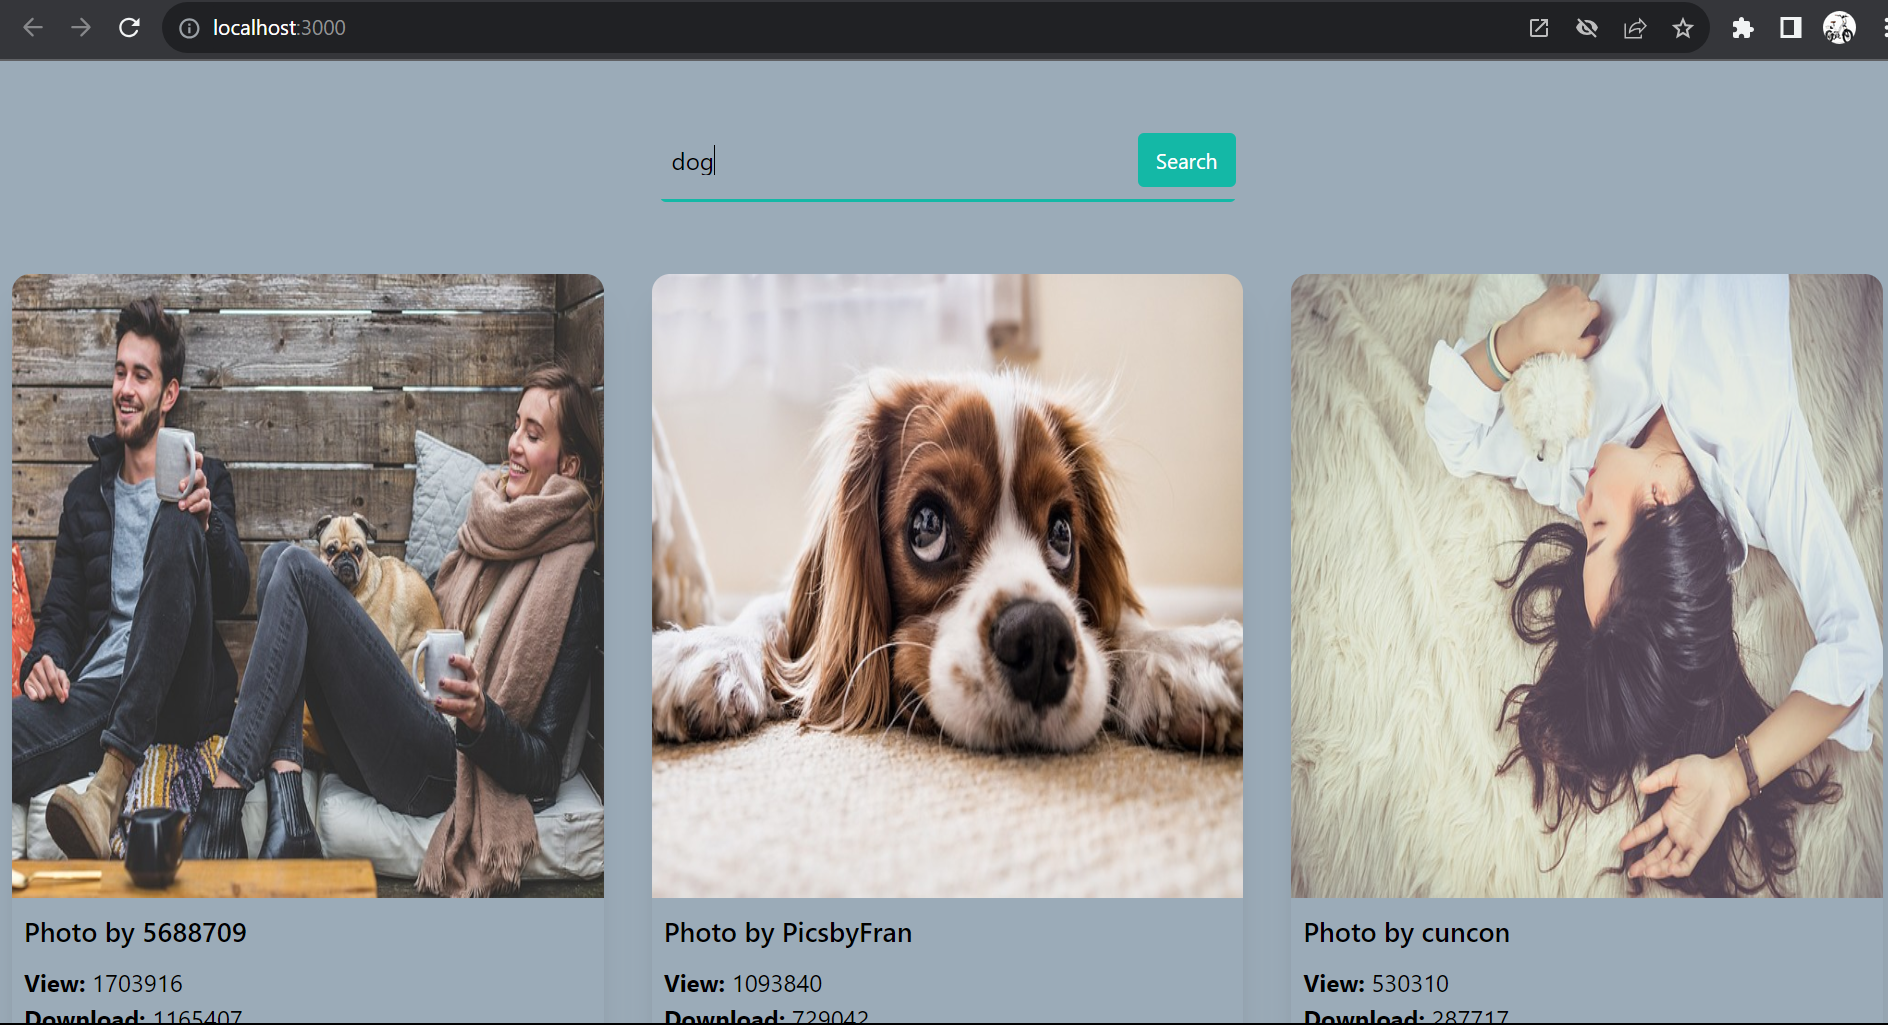 localhost:3000
dog
Search
Photo by 5688709
View: 1703916
Download: 1165407
Photo by PicsbyFran
View: 1093840
Download: 729042
Photo by cuncon
View: 530310
Download: 287717